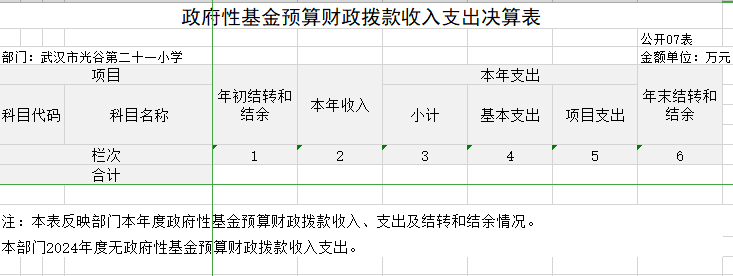 政府性基金预算财政拨款收入支出决算表
公开07表
部门：武汉市光谷第二十一小学 金额单位：万元
项目 年初结转和结余 本年收入 本年支出 年末结转和结余
科目代码 科目名称 小计 基本支出 项目支出
栏次 1 2 3 4 5 6
合计
注：本表反映部门本年度政府性基金预算财政拨款收入、支出及结转和结余情况。
本部门2024年度无政府性基金预算财政拨款收入支出。